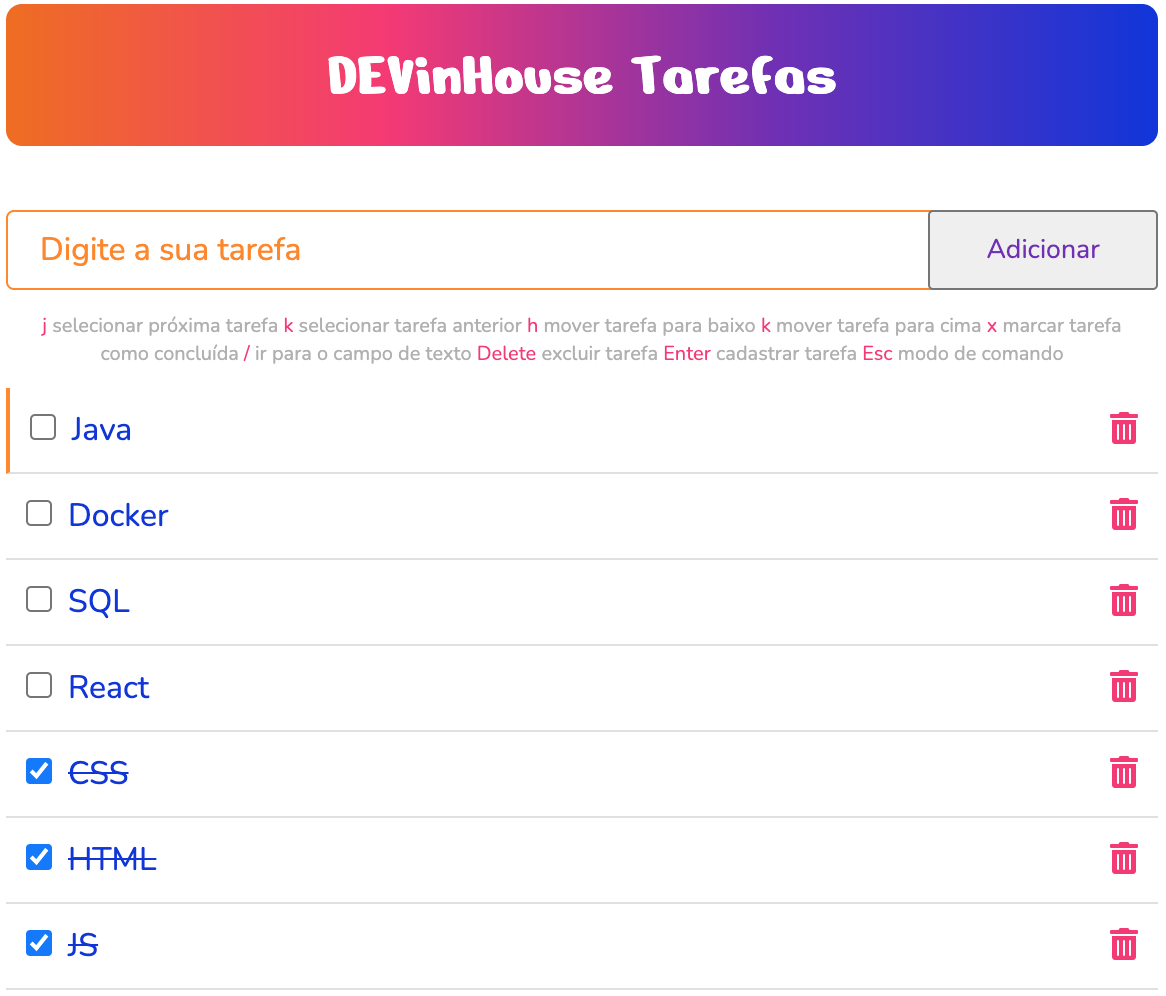 DEVinHouse Tarefas
Digite a sua tarefa
Adicionar
j selecionar próxima tarefa k selecionar tarefa anterior h mover tarefa para baixo k mover tarefa para cima x marcar tarefa
como concluída / ir para o campo de texto Delete excluir tarefa Enter cadastrar tarefa Esc modo de comando
Java
Docker
SQL
React
CSS
HTML
JS